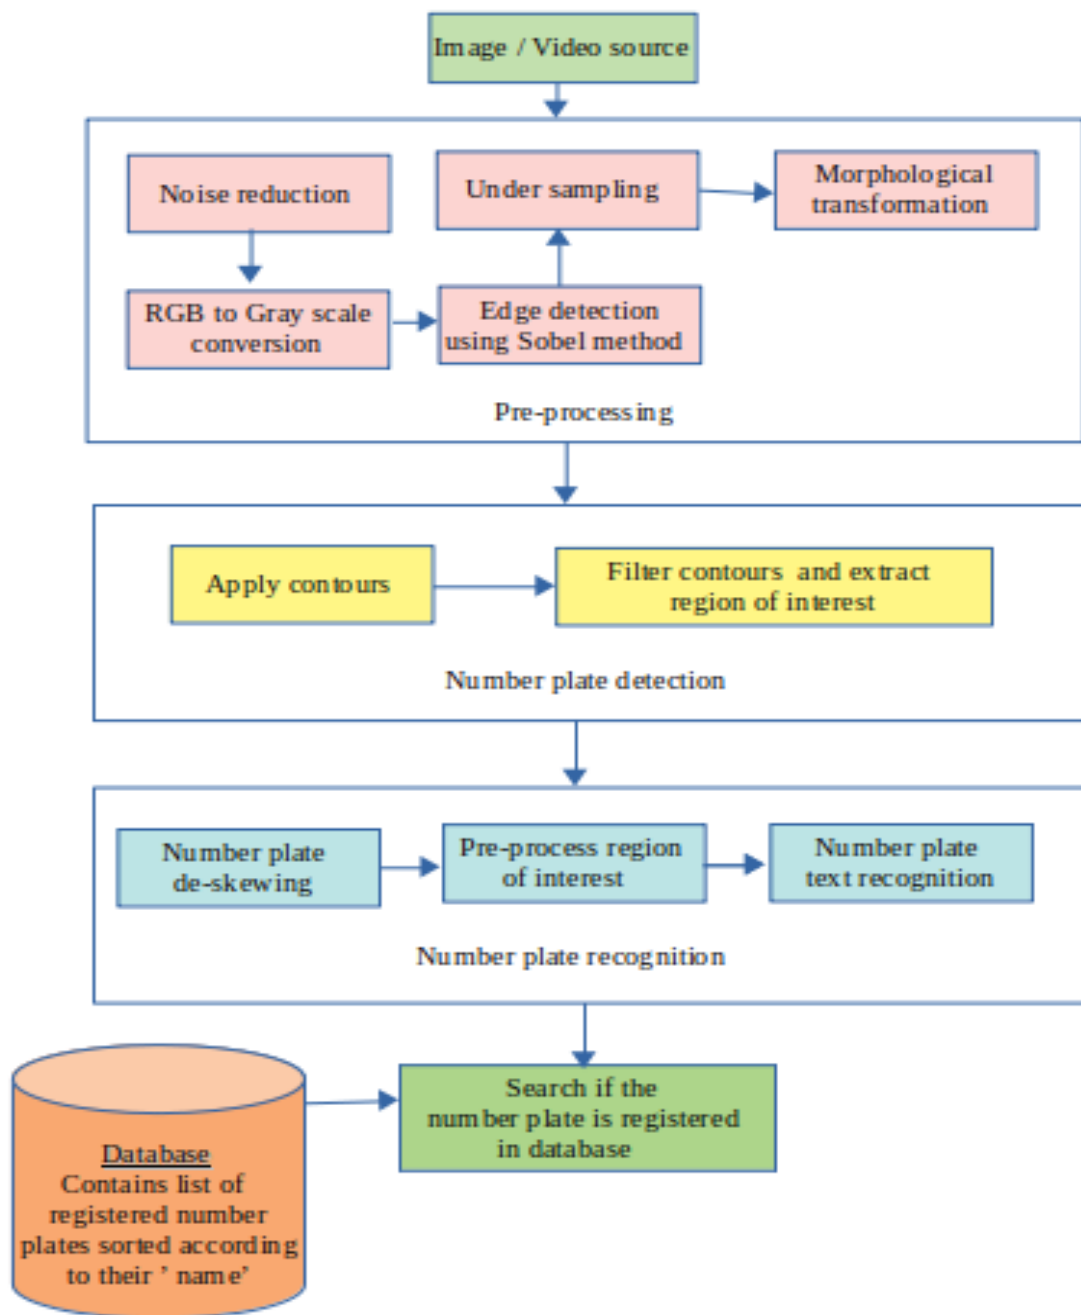 Image / Video source
Noise reduction
RGB to Gray scale
conversion
Edge detection
using Sobel method
Under sampling
Morphological
transformation
Pre-processing
Apply contours
Filter contours and extract
region of interest
Number plate detection
Number plate
de-skewing
Pre-process region
of interest
Number plate
text recognition
Number plate recognition
Search if the
number plate is registered
in database
Database
Contains list of
registered number
plates sorted according
to their ’ name’